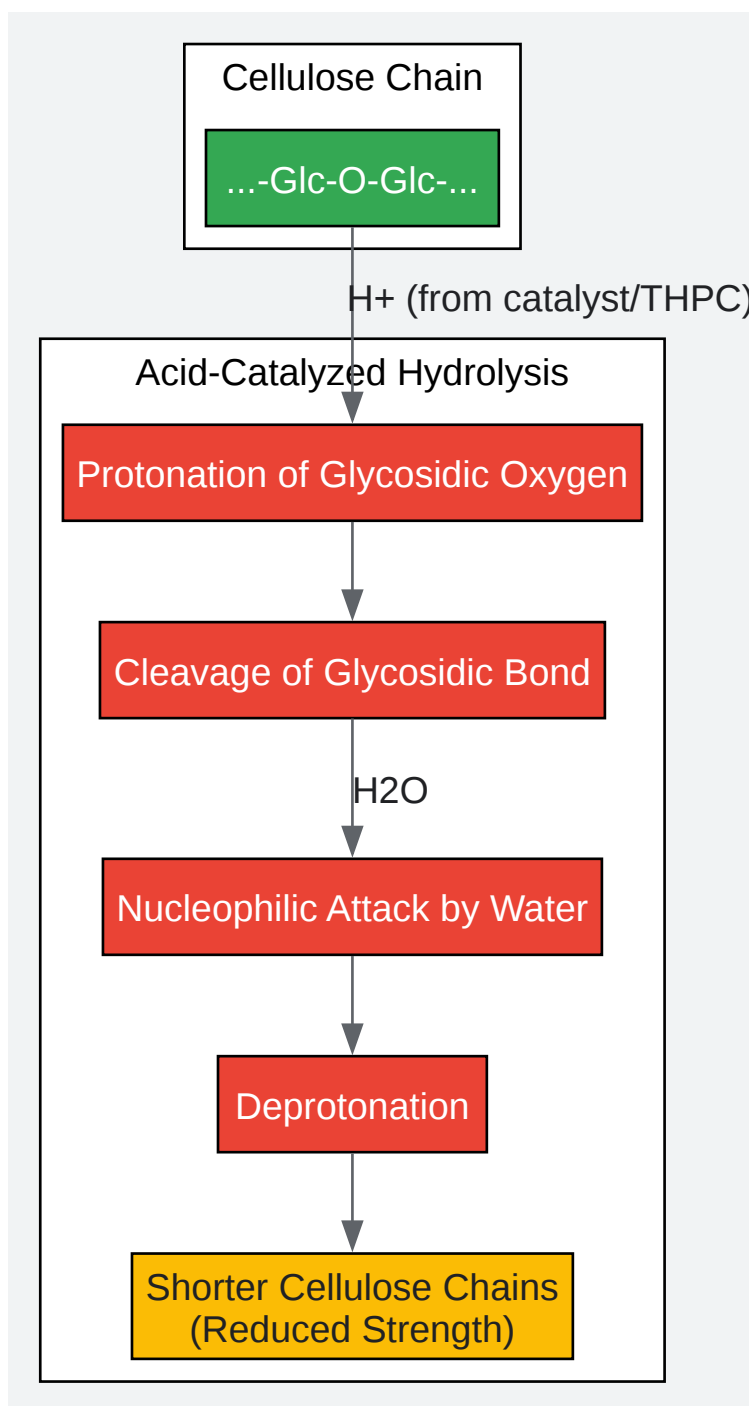 Cellulose Chain
...-Glc-O-Glc-...
H+ (from catalyst/THPC)
Acid-Catalyzed Hydrolysis
Protonation of Glycosidic Oxygen
Cleavage of Glycosidic Bond
H2O
Nucleophilic Attack by Water
Deprotonation
Shorter Cellulose Chains
(Reduced Strength)